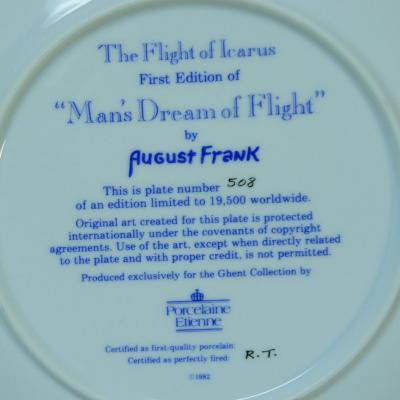 The Flight of Icarus
First Edition of
"Man's Dream of Flight"
by
August Frank
This is plate number 508
of an edition limited to 19,500 worldwide.
Original art created for this plate is protected
internationally under the covenants of copyright
agreements. Use of the art, except when directly related
to the plate and with proper credit, is not permitted.
Produced exclusively for the Ghent Collection by
Porcelaine
Etienne
Certified as first-quality porcelain:
Certified as perfectly fired: R.T.
©1982